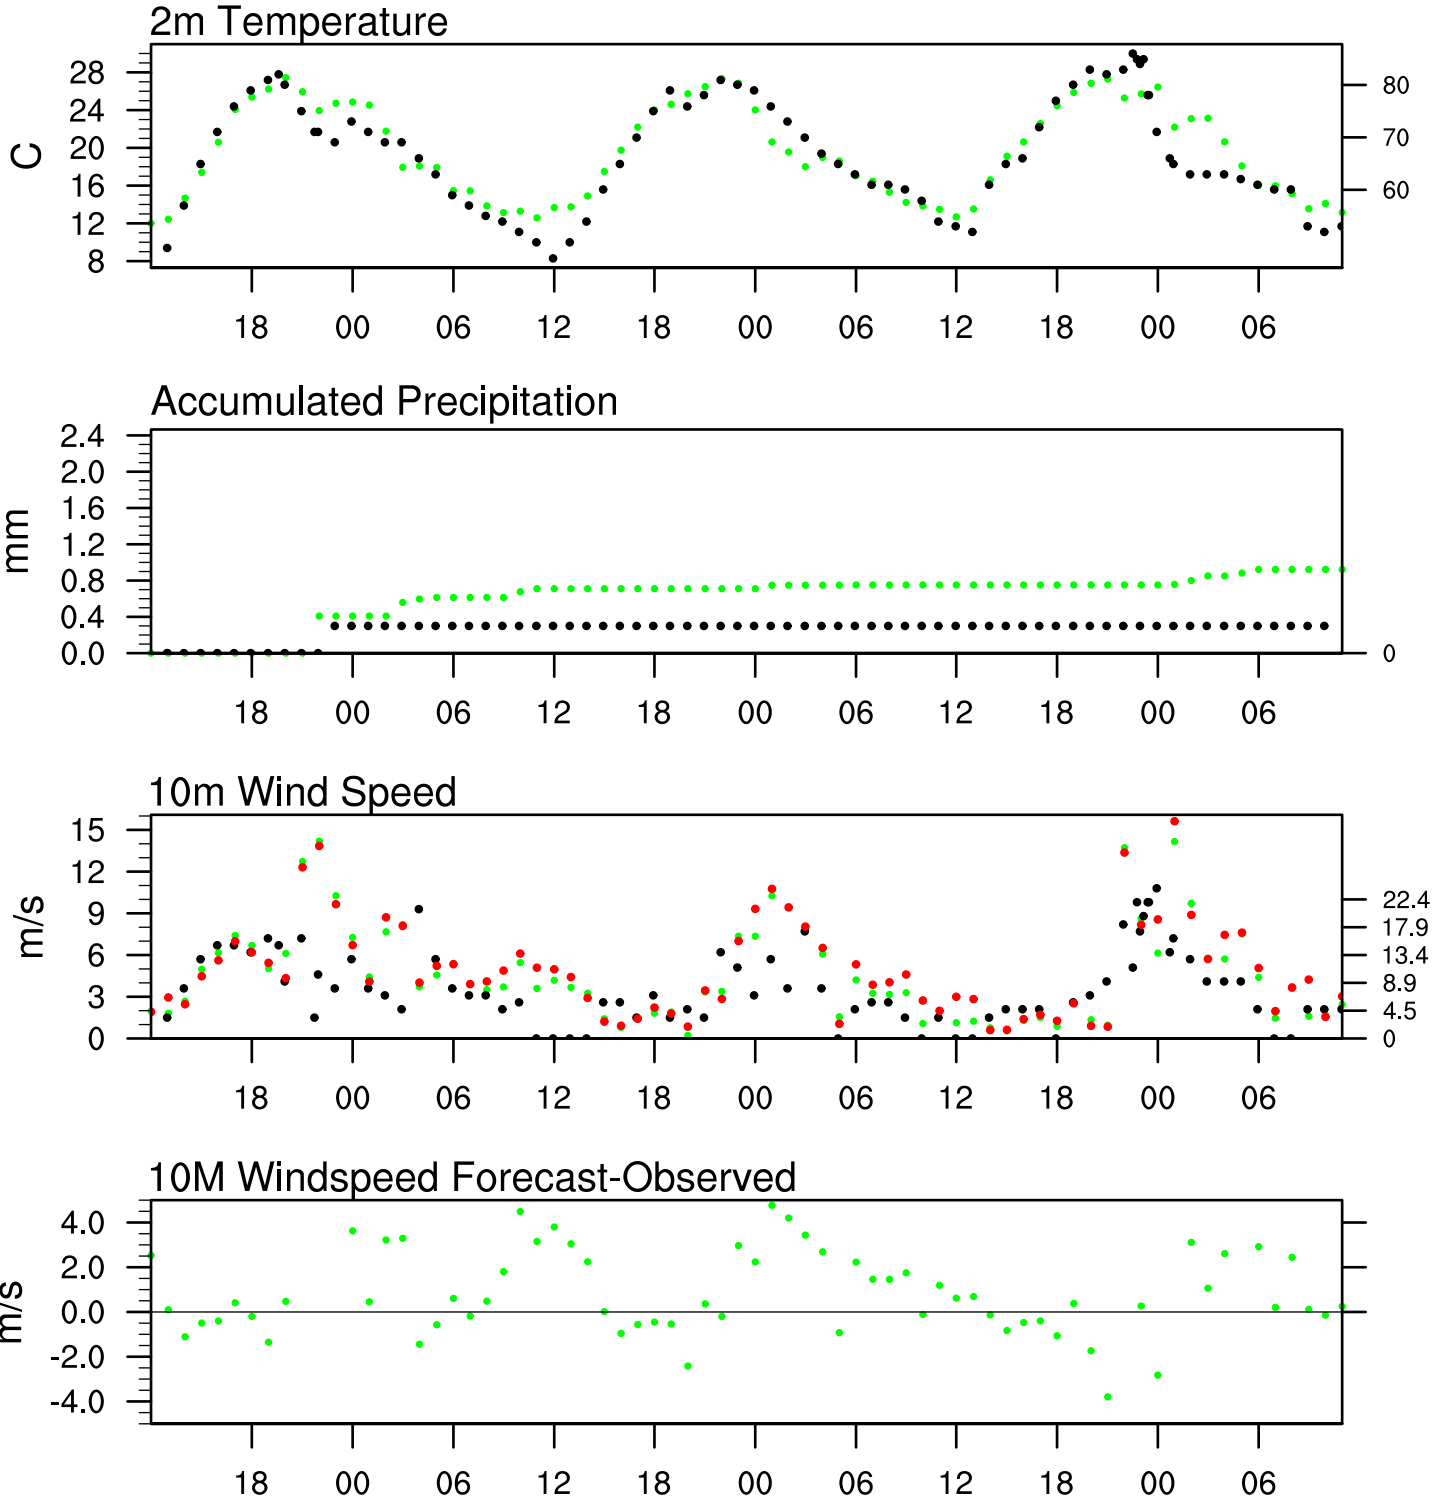 2m Temperature
28
24
20
16
12
8
C
80
70
60
18 00 06 12 18 00 06 12 18 00 06
Accumulated Precipitation
2.4
2.0
1.6
1.2
0.8
0.4
0.0
mm
0
18 00 06 12 18 00 06 12 18 00 06
10m Wind Speed
15
12
9
6
3
0
m/s
22.4
17.9
13.4
8.9
4.5
0
18 00 06 12 18 00 06 12 18 00 06
10M Windspeed Forecast-Observed
4.0
2.0
0.0
-2.0
-4.0
m/s
18 00 06 12 18 00 06 12 18 00 06